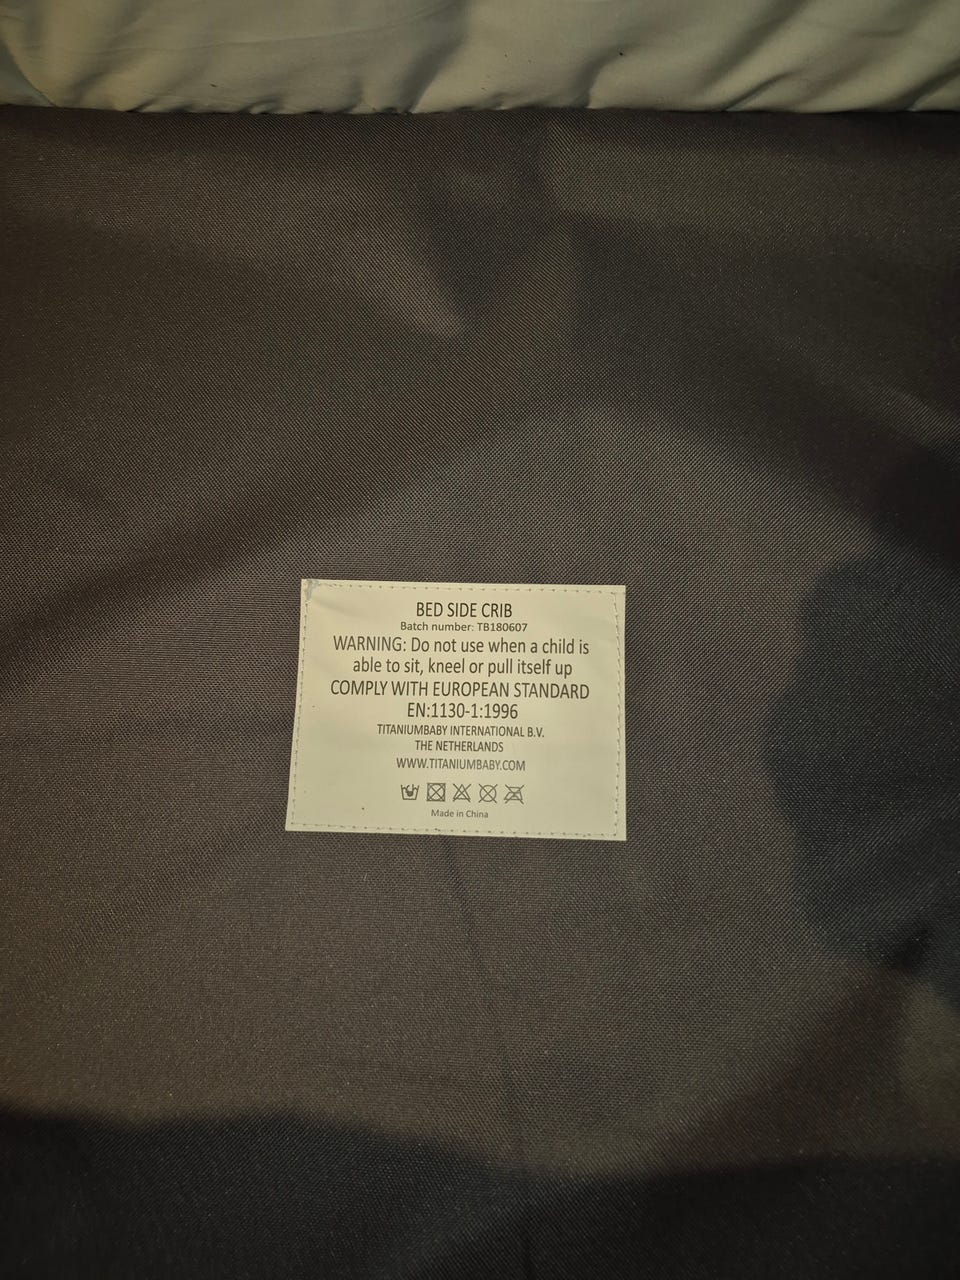 BED SIDE CRIB
Batch number: TB180607
WARNING: Do not use when a child is
able to sit, kneel or pull itself up
COMPLY WITH EUROPEAN STANDARD
EN:1130-1:1996
TITANIUMBABY INTERNATIONAL B.V.
THE NETHERLANDS
WWW.TITANIUMBABY.COM
Made in China